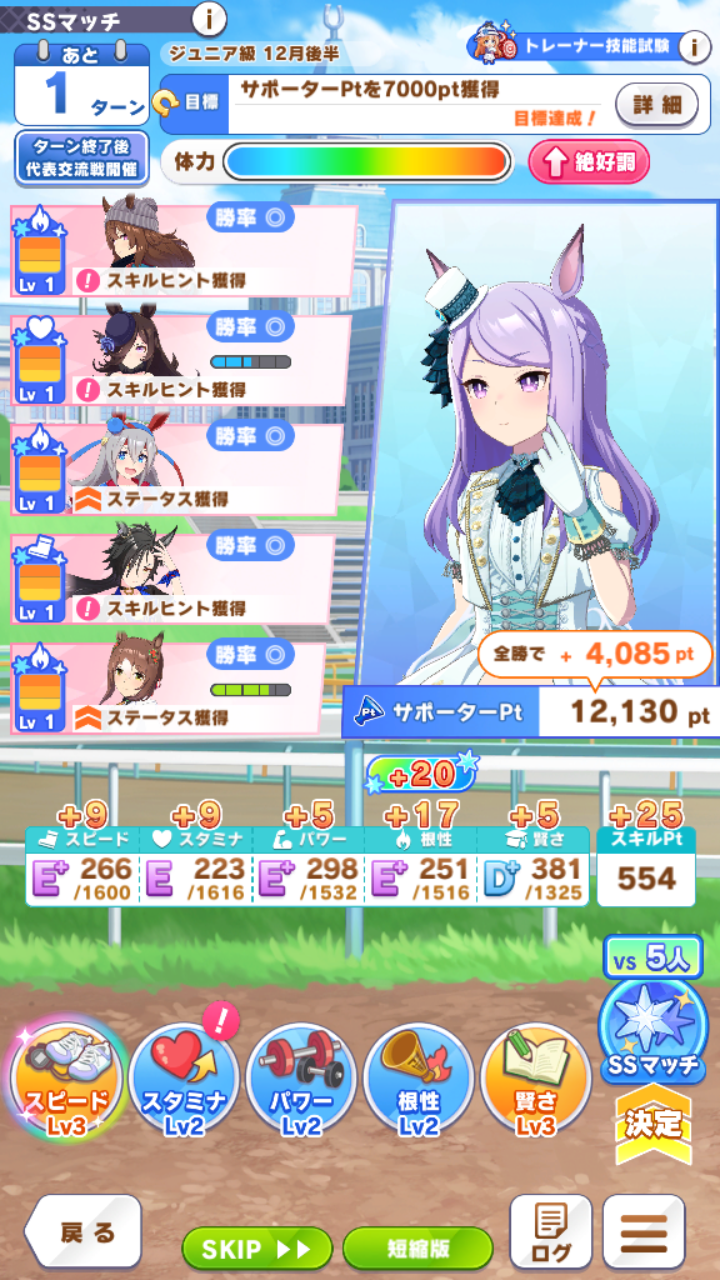 SSマッチ
i
あと
1
ターン
ターン終了後
代表交流戦開催
ジュニア級 12月後半
トレーナー技能試験
i
目標
サポーターPtを7000pt獲得
目標達成!
詳細
体力
絶好調
勝率 ◎
Lv 1
! スキルヒント獲得
勝率 ◎
Lv 1
! スキルヒント獲得
勝率 ◎
Lv 1
ステータス獲得
勝率 ◎
Lv 1
! スキルヒント獲得
勝率 ◎
Lv 1
ステータス獲得
全勝で + 4,085 pt
Pt サポーターPt 12,130 pt
+20
+9 +9 +5 +17 +5 +25
スピード スタミナ パワー 根性 賢さ スキルPt
E+ 266 E 223 E+ 298 E+ 251 D+ 381 554
/1600 /1616 /1532 /1516 /1325
vs 5人
SSマッチ
決定
!
スピード スタミナ パワー 根性 賢さ
Lv3 Lv2 Lv2 Lv2 Lv3
戻る
SKIP
短縮版
ログ